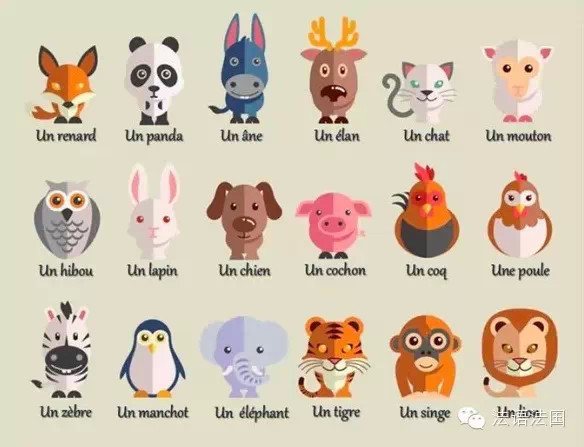 Un renard Un panda Un âne Un élan Un chat Un mouton
Un hibou Un lapin Un chien Un cochon Un coq Une poule
Un zèbre Un manchot Un éléphant Un tigre Un singe Un lion
法语法国